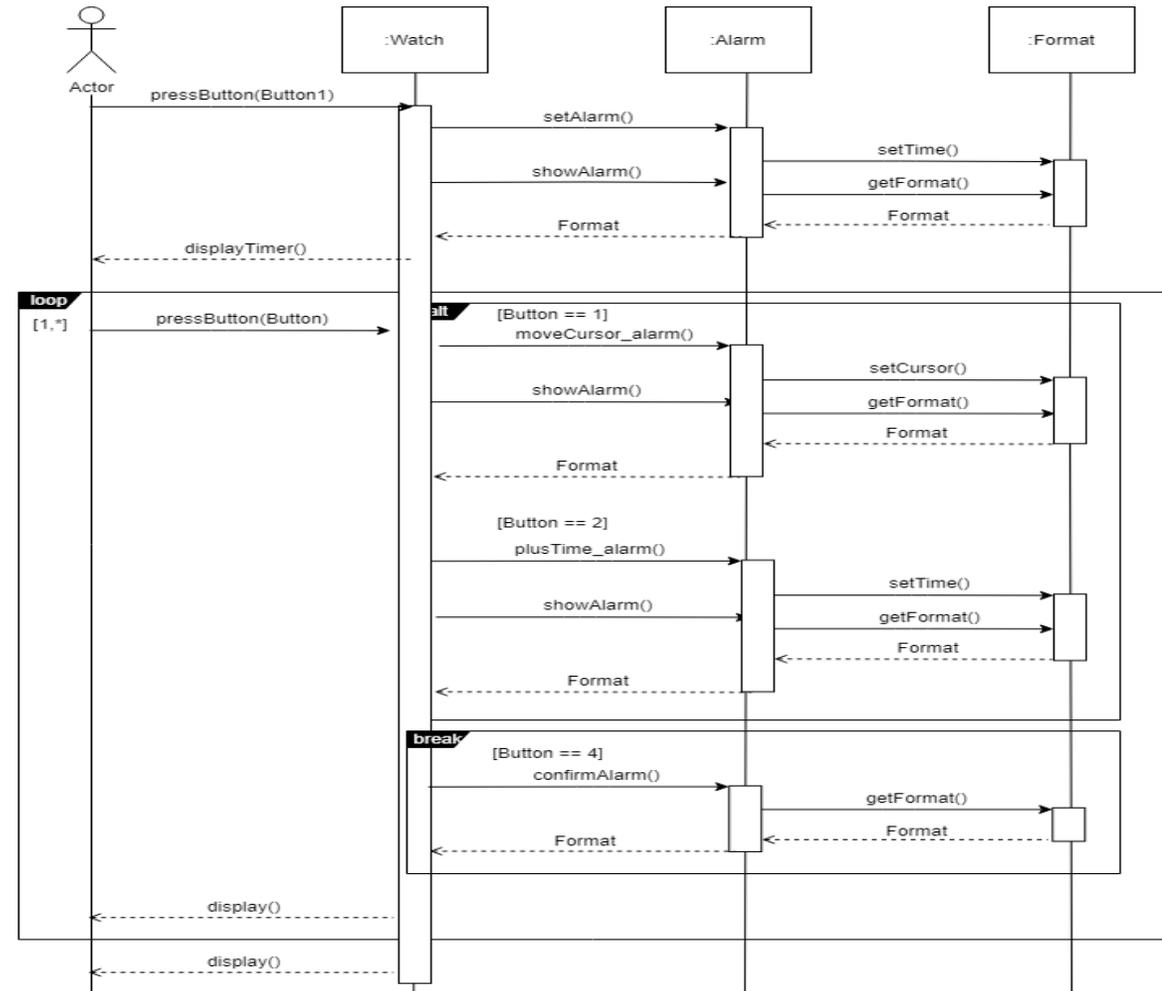 :Watch
:Alarm
:Format
Actor
pressButton(Button1)
setAlarm()
setTime()
showAlarm()
getFormat()
Format
Format
displayTimer()
loop
[1,*]
pressButton(Button)
alt
[Button == 1]
moveCursor_alarm()
setCursor()
showAlarm()
getFormat()
Format
Format
[Button == 2]
plusTime_alarm()
setTime()
showAlarm()
getFormat()
Format
Format
break
[Button == 4]
confirmAlarm()
getFormat()
Format
Format
display()
display()